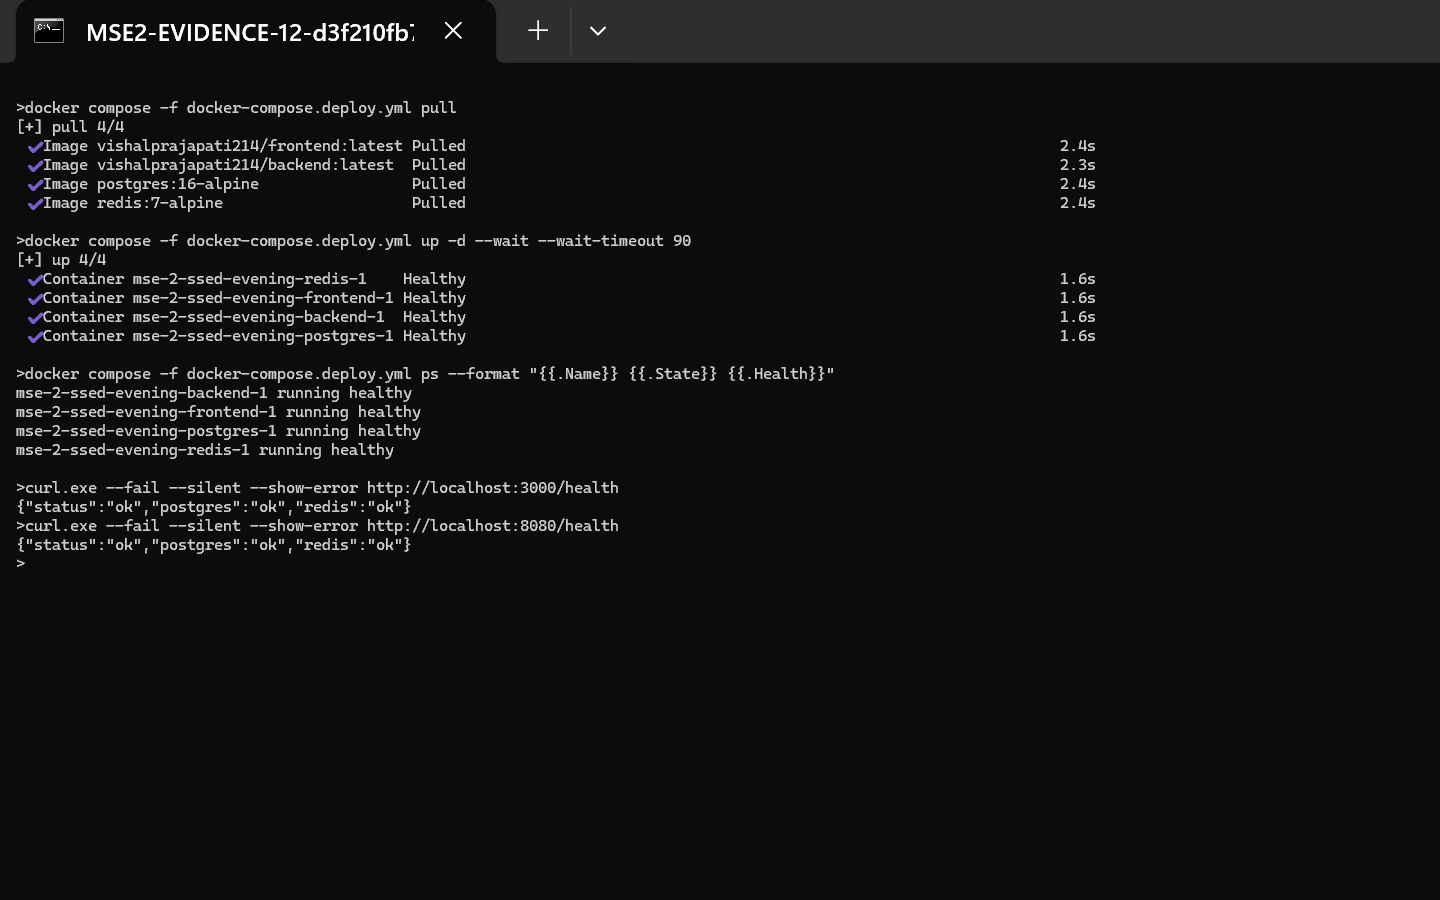 MSE2-EVIDENCE-12-d3f210fb7
>docker compose -f docker-compose.deploy.yml pull
[+] pull 4/4
✔Image vishalprajapati214/frontend:latest Pulled 2.4s
✔Image vishalprajapati214/backend:latest Pulled 2.3s
✔Image postgres:16-alpine Pulled 2.4s
✔Image redis:7-alpine Pulled 2.4s
>docker compose -f docker-compose.deploy.yml up -d --wait --wait-timeout 90
[+] up 4/4
✔Container mse-2-ssed-evening-redis-1 Healthy 1.6s
✔Container mse-2-ssed-evening-frontend-1 Healthy 1.6s
✔Container mse-2-ssed-evening-backend-1 Healthy 1.6s
✔Container mse-2-ssed-evening-postgres-1 Healthy 1.6s
>docker compose -f docker-compose.deploy.yml ps --format "{{.Name}} {{.State}} {{.Health}}"
mse-2-ssed-evening-backend-1 running healthy
mse-2-ssed-evening-frontend-1 running healthy
mse-2-ssed-evening-postgres-1 running healthy
mse-2-ssed-evening-redis-1 running healthy
>curl.exe --fail --silent --show-error http://localhost:3000/health
{"status":"ok","postgres":"ok","redis":"ok"}
>curl.exe --fail --silent --show-error http://localhost:8080/health
{"status":"ok","postgres":"ok","redis":"ok"}
>